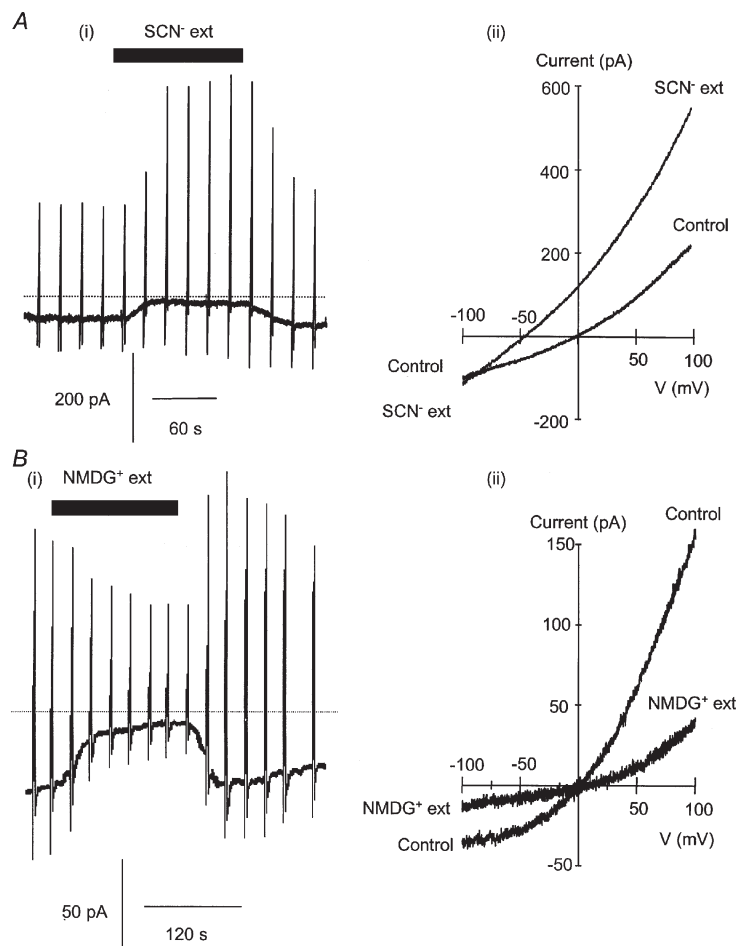 A
(i)
SCN⁻ ext
200 pA
60 s
(ii)
Current (pA)
600
SCN⁻ ext
400
Control
200
-100
-50
50
100
V (mV)
Control
SCN⁻ ext
-200
B
(i)
NMDG⁺ ext
50 pA
120 s
(ii)
Current (pA)
Control
150
100
NMDG⁺ ext
50
-100
-50
50
100
NMDG⁺ ext
Control
V (mV)
-50